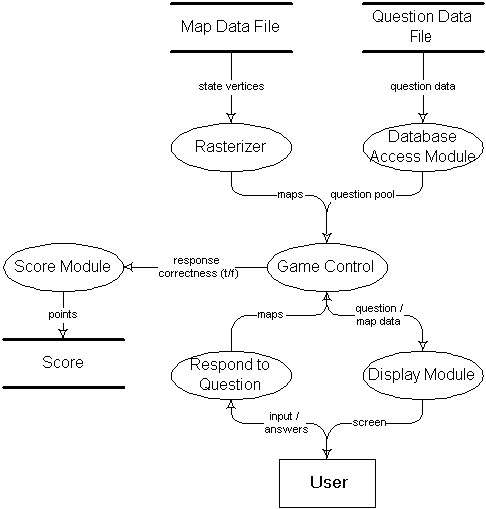 Map Data File
Question Data
File
state vertices
question data
Rasterizer
Database
Access Module
maps
question pool
Score Module
response
correctness (t/f)
Game Control
points
maps
question /
map data
Score
Respond to
Question
Display Module
input /
answers
screen
User